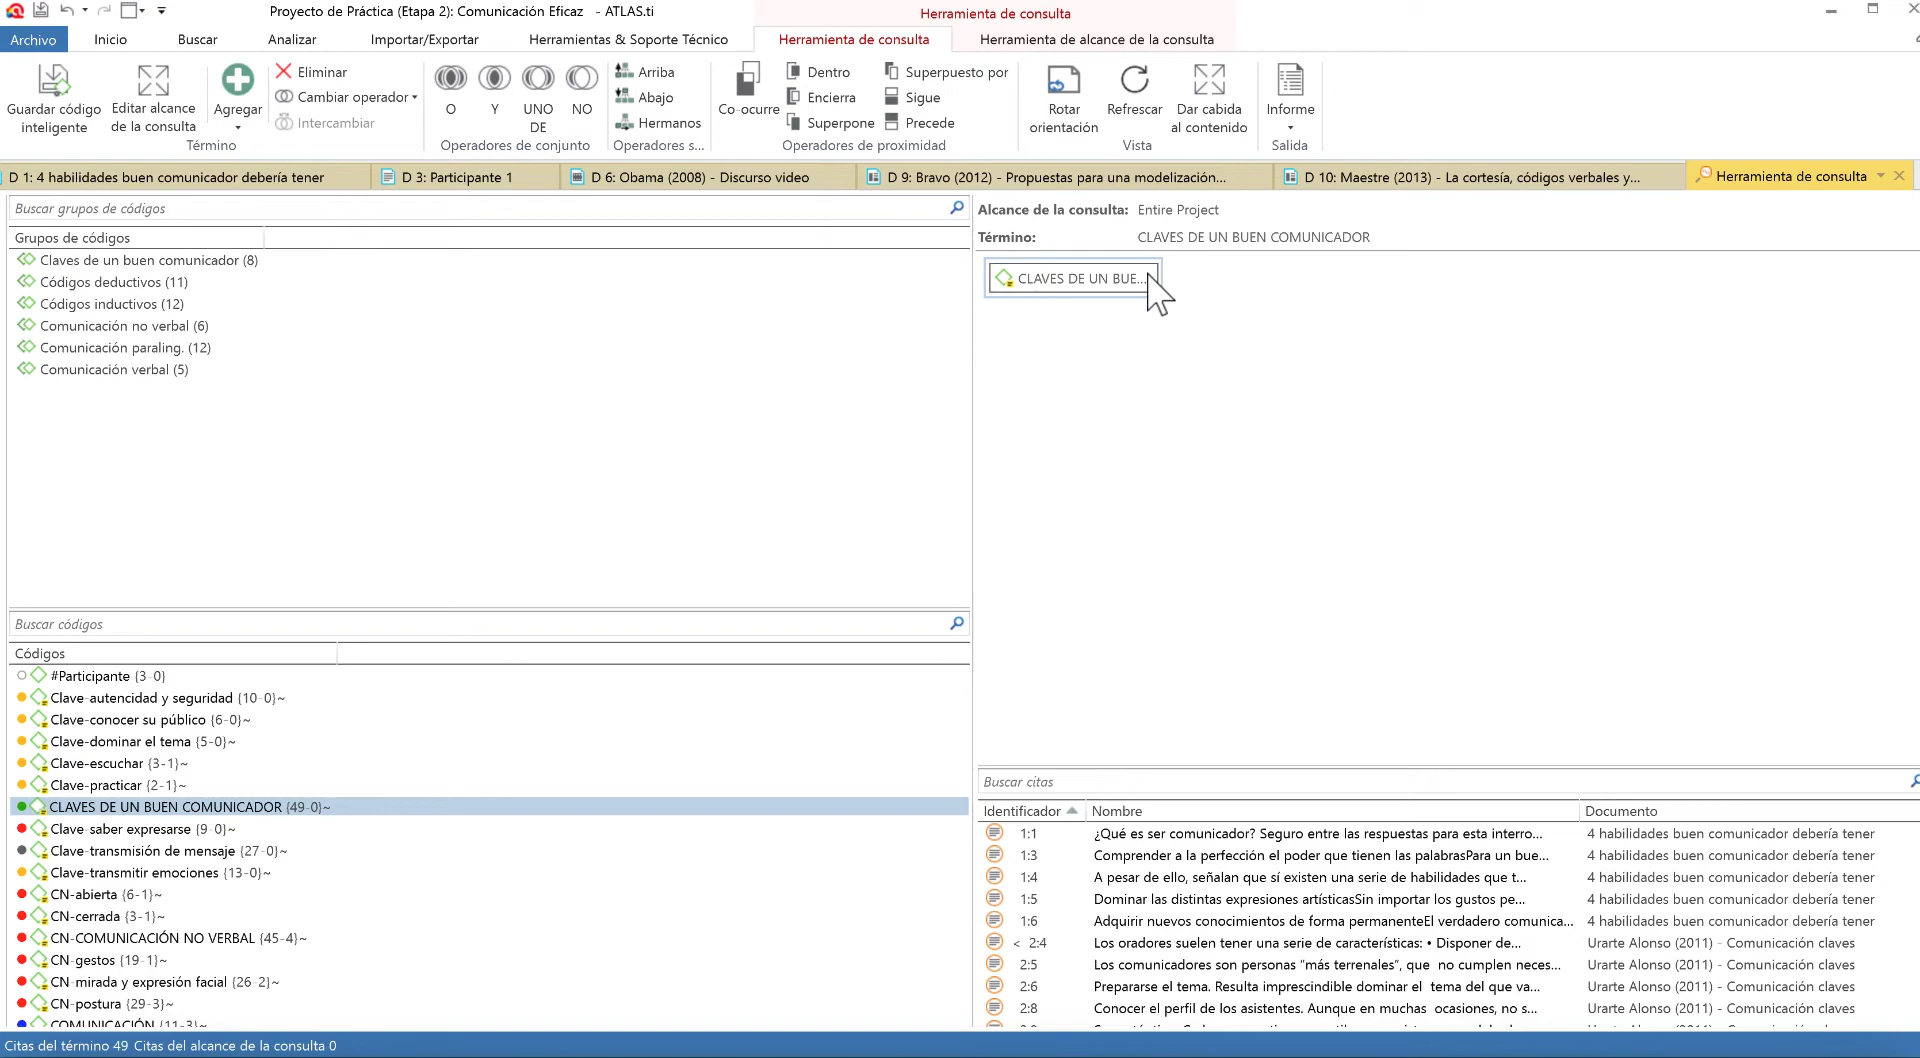 Proyecto de Práctica (Etapa 2): Comunicación Eficaz - ATLAS.ti
Herramienta de consulta
Archivo Inicio Buscar Analizar Importar/Exportar Herramientas & Soporte Técnico Herramienta de consulta Herramienta de alcance de la consulta
Guardar código inteligente
Editar alcance de la consulta
Agregar
Eliminar
Cambiar operador
Intercambiar
Término
O
Y
UNO DE
NO
Operadores de conjunto
Arriba
Abajo
Hermanos
Operadores s...
Co-ocurre
Dentro
Encierra
Superpone
Superpuesto por
Sigue
Precede
Operadores de proximidad
Rotar orientación
Refrescar
Dar cabida al contenido
Vista
Informe
Salida
D 1: 4 habilidades buen comunicador debería tener
D 3: Participante 1
D 6: Obama (2008) - Discurso video
D 9: Bravo (2012) - Propuestas para una modelización...
D 10: Maestre (2013) - La cortesía, códigos verbales y...
Herramienta de consulta
Buscar grupos de códigos
Grupos de códigos
Claves de un buen comunicador (8)
Códigos deductivos (11)
Códigos inductivos (12)
Comunicación no verbal (6)
Comunicación paraling. (12)
Comunicación verbal (5)
Buscar códigos
Códigos
#Participante {3-0}
Clave-autencidad y seguridad {10-0}~
Clave-conocer su público {6-0}~
Clave-dominar el tema {5-0}~
Clave-escuchar {3-1}~
Clave-practicar {2-1}~
CLAVES DE UN BUEN COMUNICADOR {49-0}~
Clave-saber expresarse {9-0}~
Clave-transmisión de mensaje {27-0}~
Clave-transmitir emociones {13-0}~
CN-abierta {6-1}~
CN-cerrada {3-1}~
CN-COMUNICACIÓN NO VERBAL {45-4}~
CN-gestos {19-1}~
CN-mirada y expresión facial {26-2}~
CN-postura {29-3}~
COMUNICACIÓN {11-3}~
Alcance de la consulta: Entire Project
Término: CLAVES DE UN BUEN COMUNICADOR
CLAVES DE UN BUE...
Buscar citas
Identificador Nombre Documento
1:1 ¿Qué es ser comunicador? Seguro entre las respuestas para esta interro... 4 habilidades buen comunicador debería tener
1:3 Comprender a la perfección el poder que tienen las palabrasPara un bue... 4 habilidades buen comunicador debería tener
1:4 A pesar de ello, señalan que sí existen una serie de habilidades que t... 4 habilidades buen comunicador debería tener
1:5 Dominar las distintas expresiones artísticasSin importar los gustos pe... 4 habilidades buen comunicador debería tener
1:6 Adquirir nuevos conocimientos de forma permanenteEl verdadero comunica... 4 habilidades buen comunicador debería tener
< 2:4 Los oradores suelen tener una serie de características: • Disponer de... Urarte Alonso (2011) - Comunicación claves
2:5 Los comunicadores son personas "más terrenales", que no cumplen neces... Urarte Alonso (2011) - Comunicación claves
2:6 Prepararse el tema. Resulta imprescindible dominar el tema del que va... Urarte Alonso (2011) - Comunicación claves
2:8 Conocer el perfil de los asistentes. Aunque en muchas ocasiones, no s... Urarte Alonso (2011) - Comunicación claves
Citas del término 49 Citas del alcance de la consulta 0